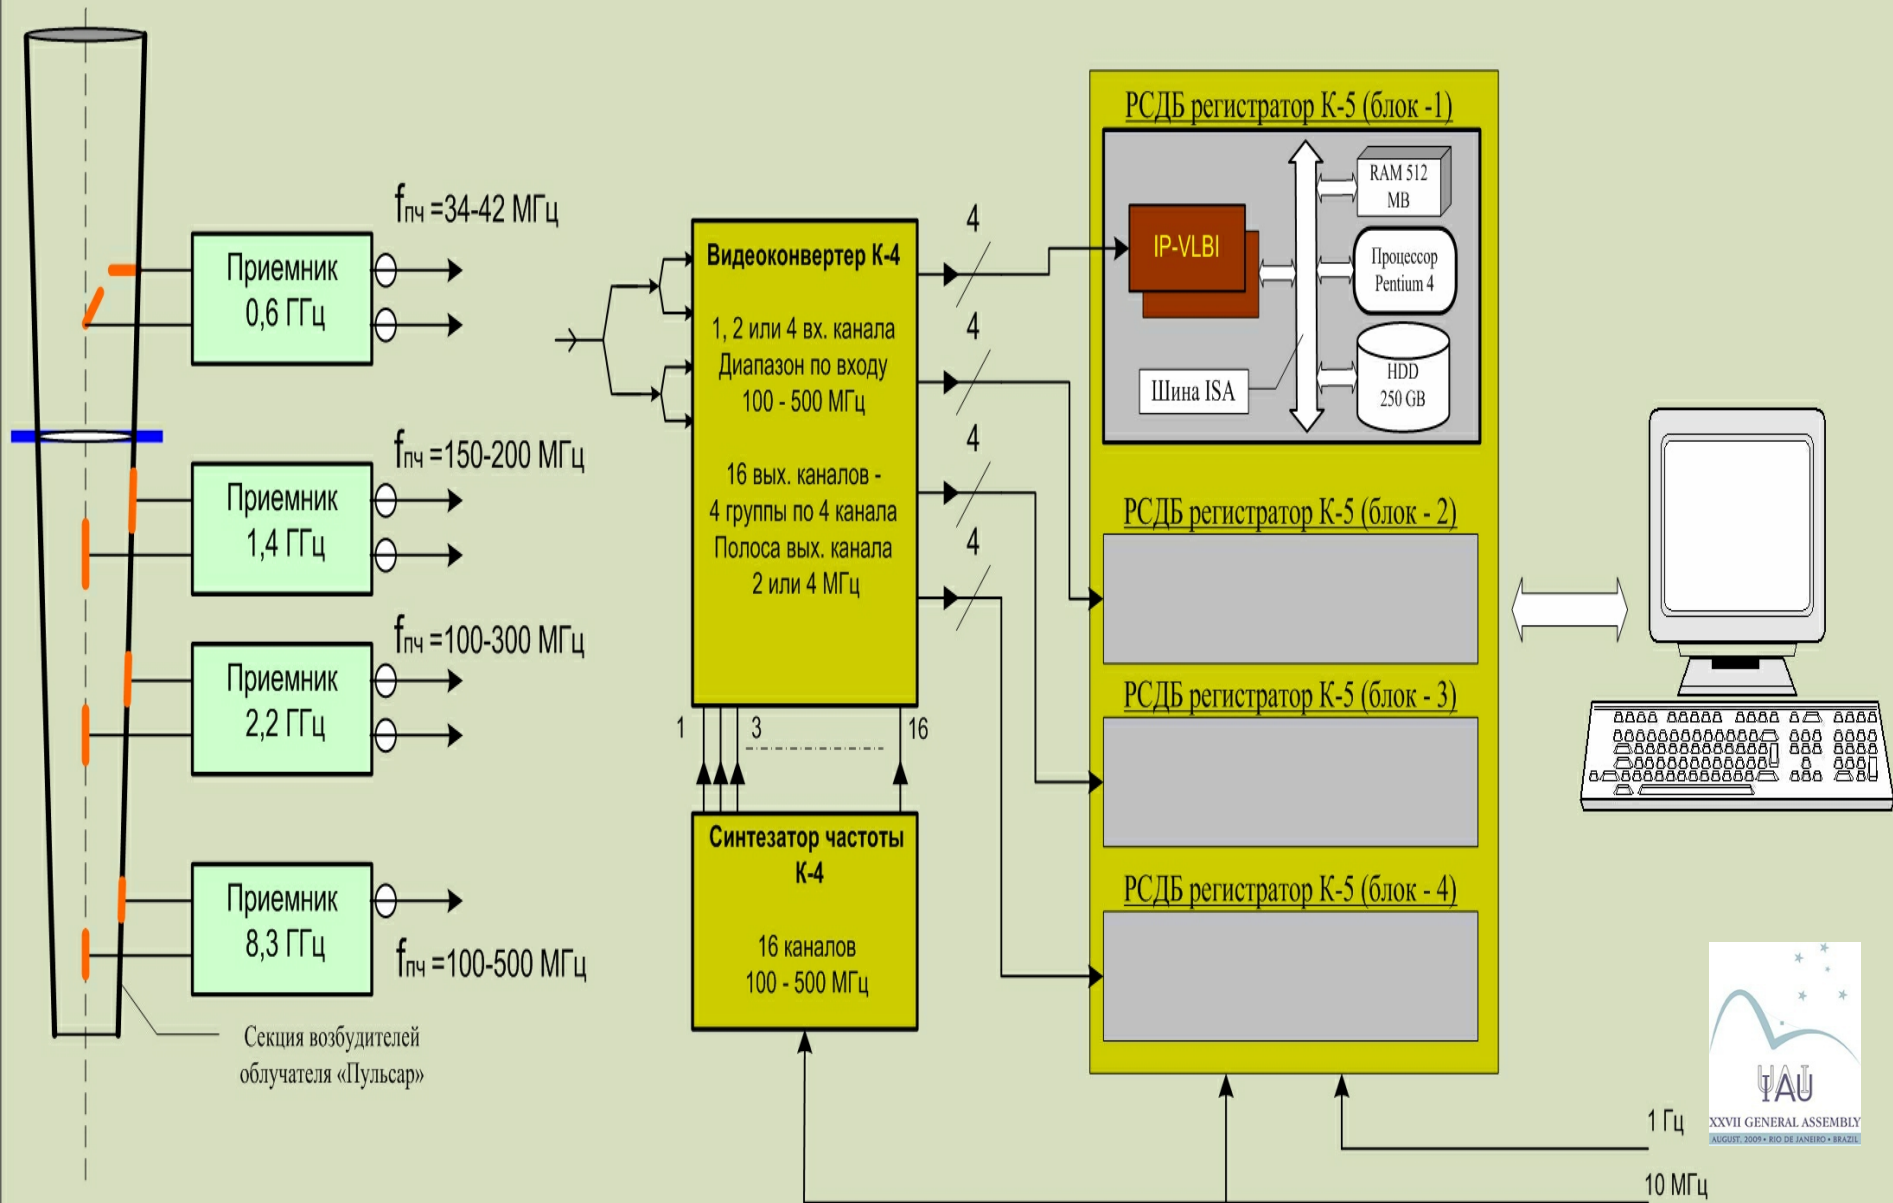 fпч =34-42 МГц
Приемник
0,6 ГГц
fпч =150-200 МГц
Приемник
1,4 ГГц
fпч =100-300 МГц
Приемник
2,2 ГГц
Приемник
8,3 ГГц
fпч =100-500 МГц
Секция возбудителей
облучателя «Пульсар»
Видеоконвертер К-4
1, 2 или 4 вх. канала
Диапазон по входу
100 - 500 МГц
16 вых. каналов -
4 группы по 4 канала
Полоса вых. канала
2 или 4 МГц
4
4
4
4
1
3
16
Синтезатор частоты
К-4
16 каналов
100 - 500 МГц
РСДБ регистратор К-5 (блок -1)
IP-VLBI
RAM 512
MB
Процессор
Pentium 4
HDD
250 GB
Шина ISA
РСДБ регистратор К-5 (блок - 2)
РСДБ регистратор К-5 (блок - 3)
РСДБ регистратор К-5 (блок - 4)
IAU
XXVII GENERAL ASSEMBLY
AUGUST, 2009 • RIO DE JANEIRO • BRAZIL
1 Гц
10 МГц